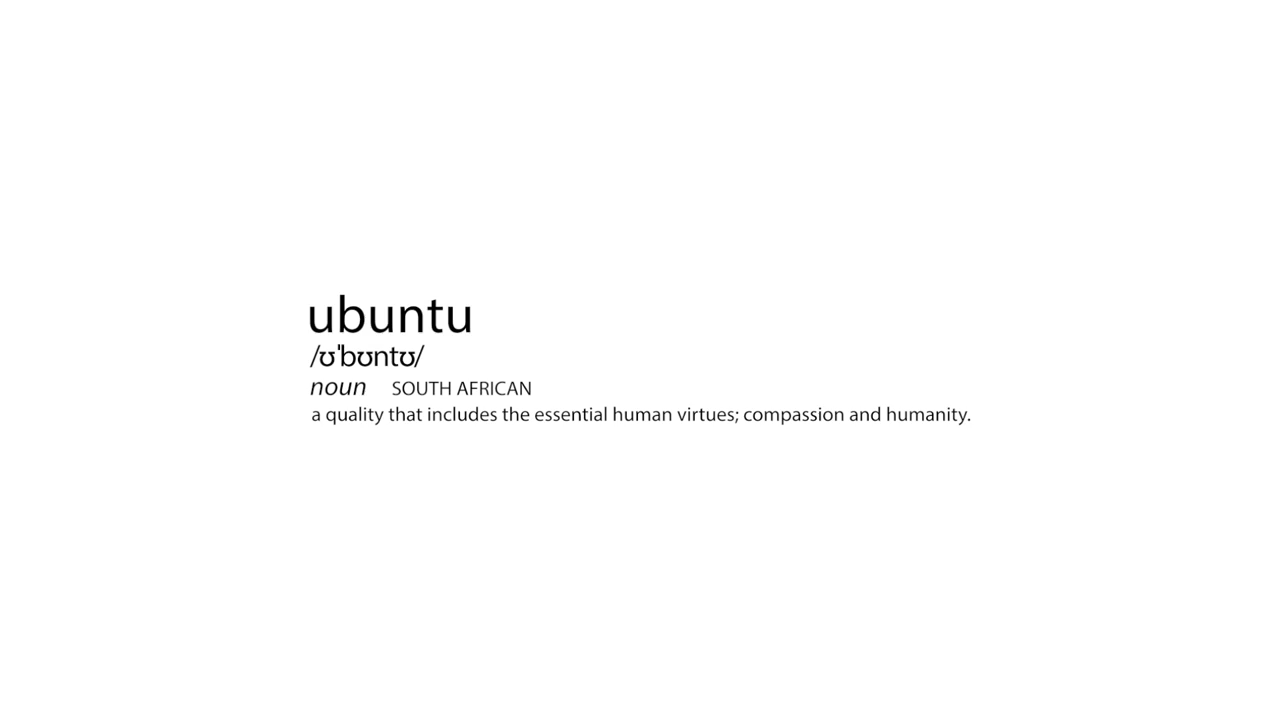 ubuntu
/ʊˈbʊntʊ/
noun SOUTH AFRICAN
a quality that includes the essential human virtues; compassion and humanity.